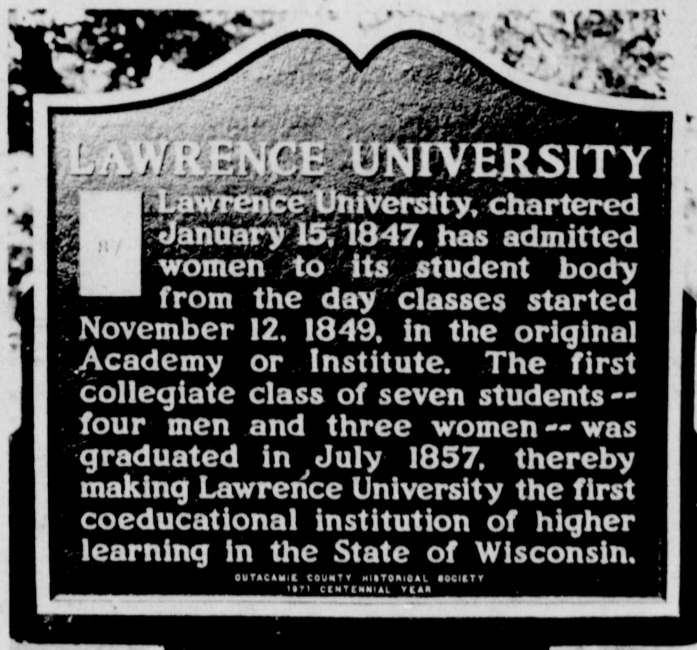 LAWRENCE UNIVERSITY
Lawrence University, chartered
January 15, 1847, has admitted
women to its student body
from the day classes started
November 12, 1849, in the original
Academy or Institute. The first
collegiate class of seven students--
four men and three women--was
graduated in July 1857, thereby
making Lawrence University the first
coeducational institution of higher
learning in the State of Wisconsin.
OUTAGAMIE COUNTY HISTORICAL SOCIETY
1971 CENTENNIAL YEAR